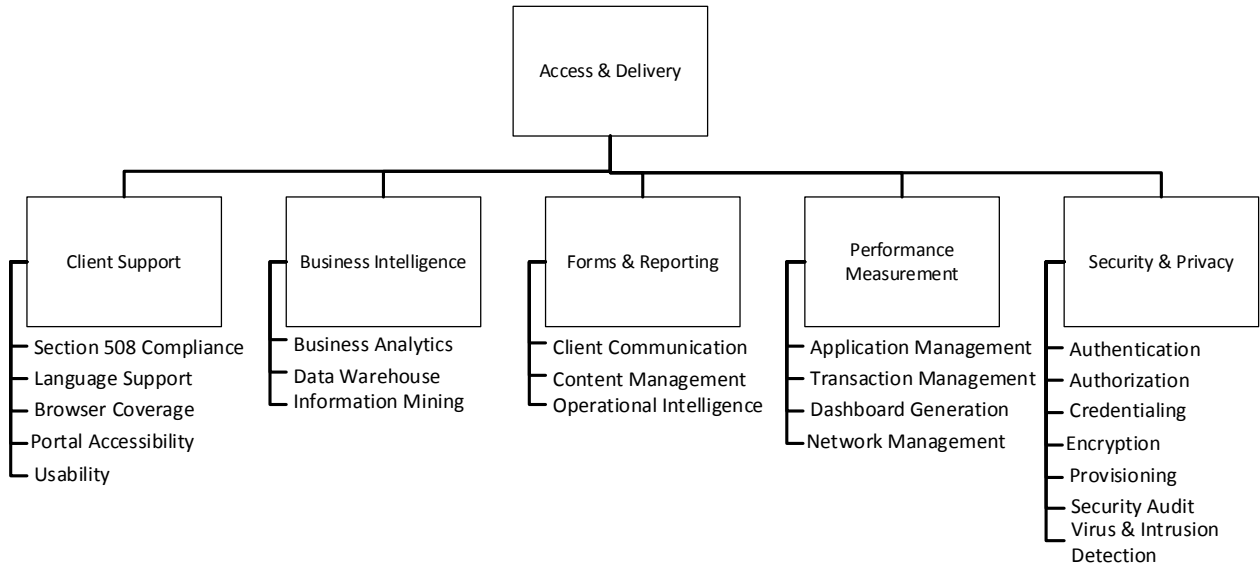 Access & Delivery
Client Support
Section 508 Compliance
Language Support
Browser Coverage
Portal Accessibility
Usability
Business Intelligence
Business Analytics
Data Warehouse
Information Mining
Forms & Reporting
Client Communication
Content Management
Operational Intelligence
Performance
Measurement
Application Management
Transaction Management
Dashboard Generation
Network Management
Security & Privacy
Authentication
Authorization
Credentialing
Encryption
Provisioning
Security Audit
Virus & Intrusion
Detection